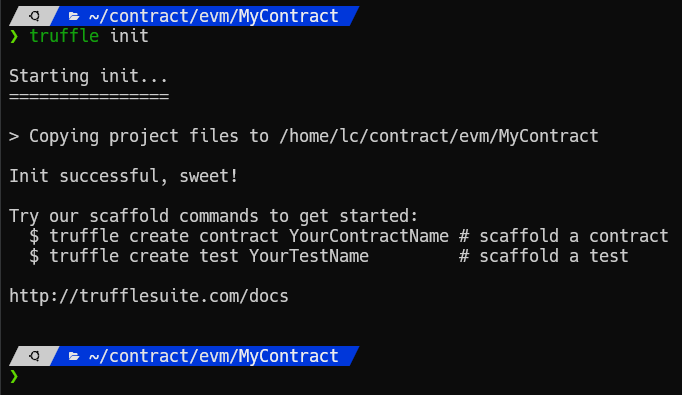 ~/contract/evm/MyContract
❯ truffle init
Starting init...
================
> Copying project files to /home/lc/contract/evm/MyContract
Init successful, sweet!
Try our scaffold commands to get started:
$ truffle create contract YourContractName # scaffold a contract
$ truffle create test YourTestName         # scaffold a test
http://trufflesuite.com/docs
~/contract/evm/MyContract
❯